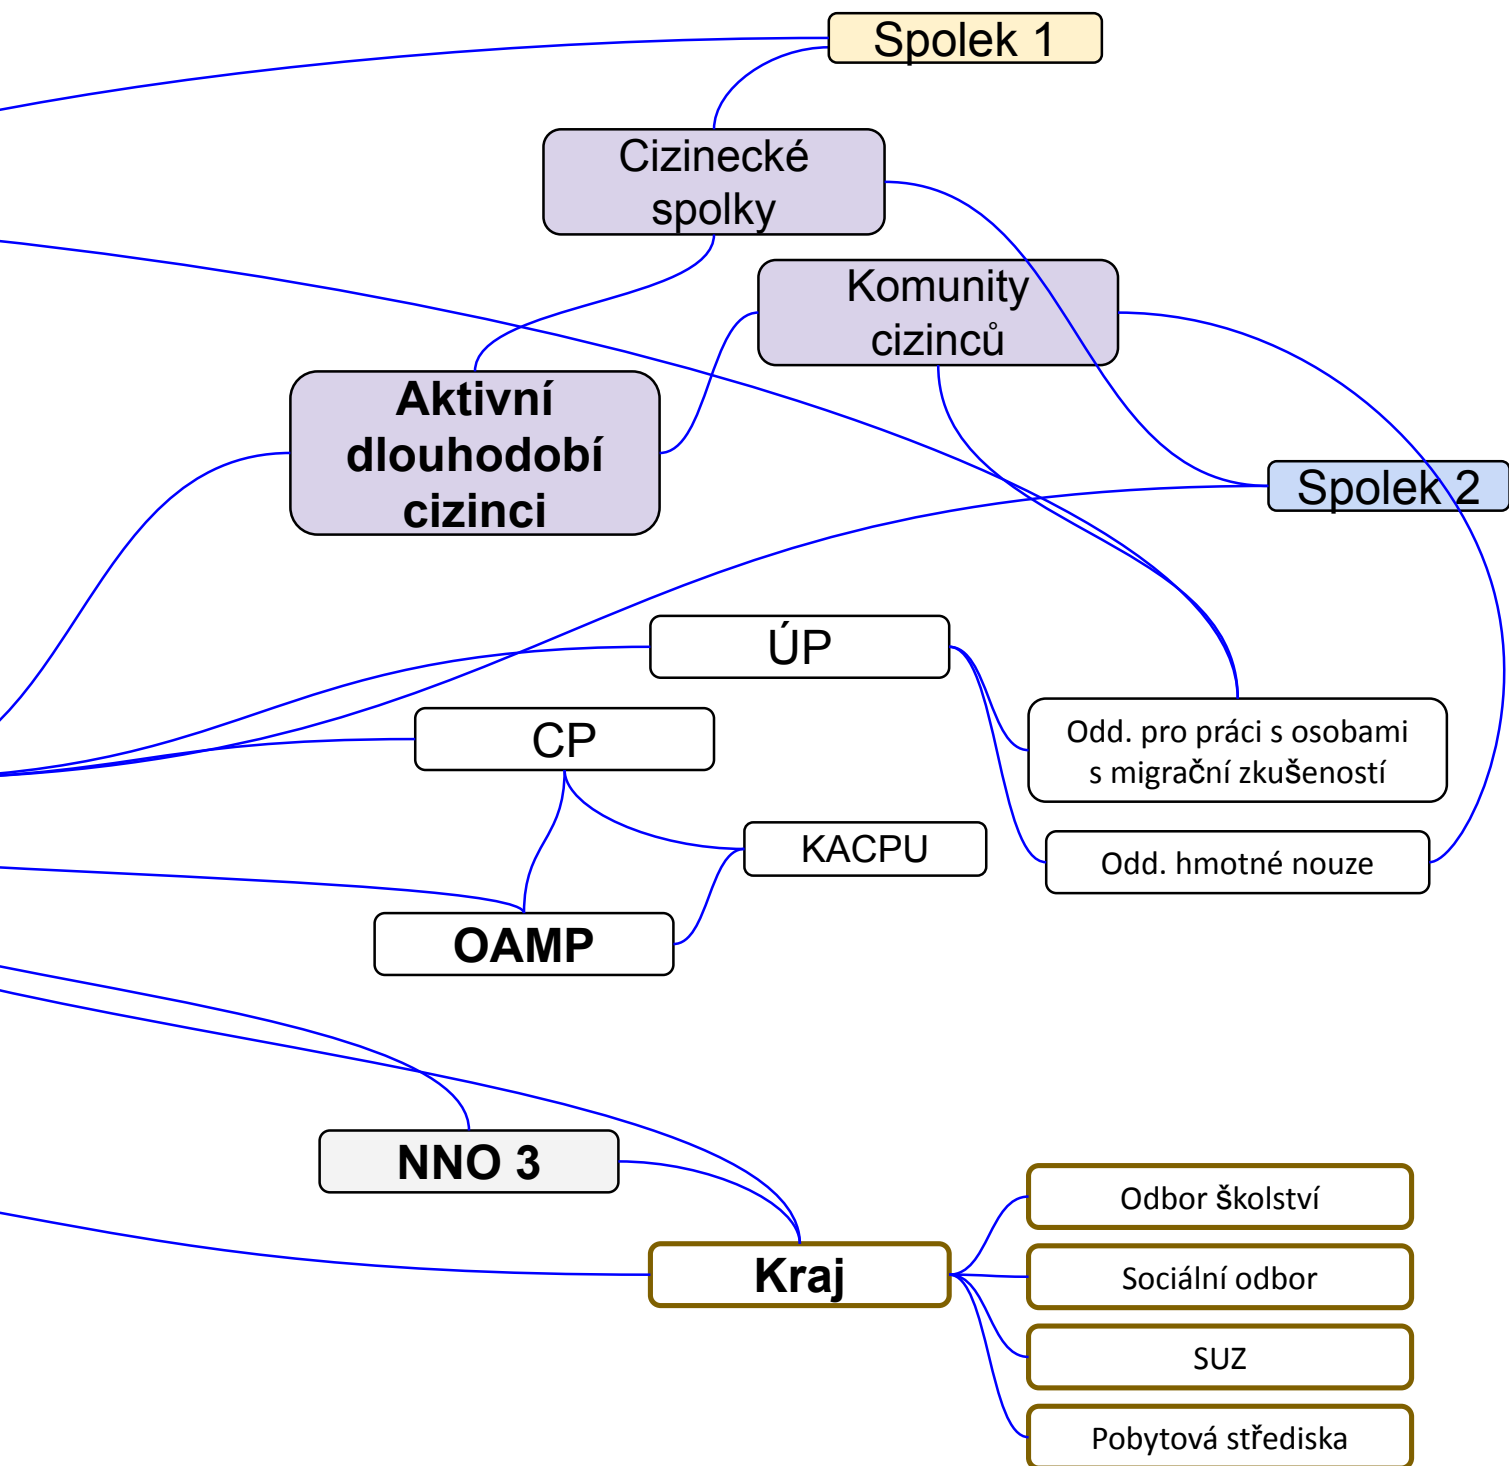 Spolek 1
Cizinecké
spolky
Komunity
cizinců
Aktivní
dlouhodobí
cizinci
Spolek 2
ÚP
CP
Odd. pro práci s osobami
s migrační zkušeností
KACPU
Odd. hmotné nouze
OAMP
NNO 3
Odbor školství
Kraj
Sociální odbor
SUZ
Pobytová střediska